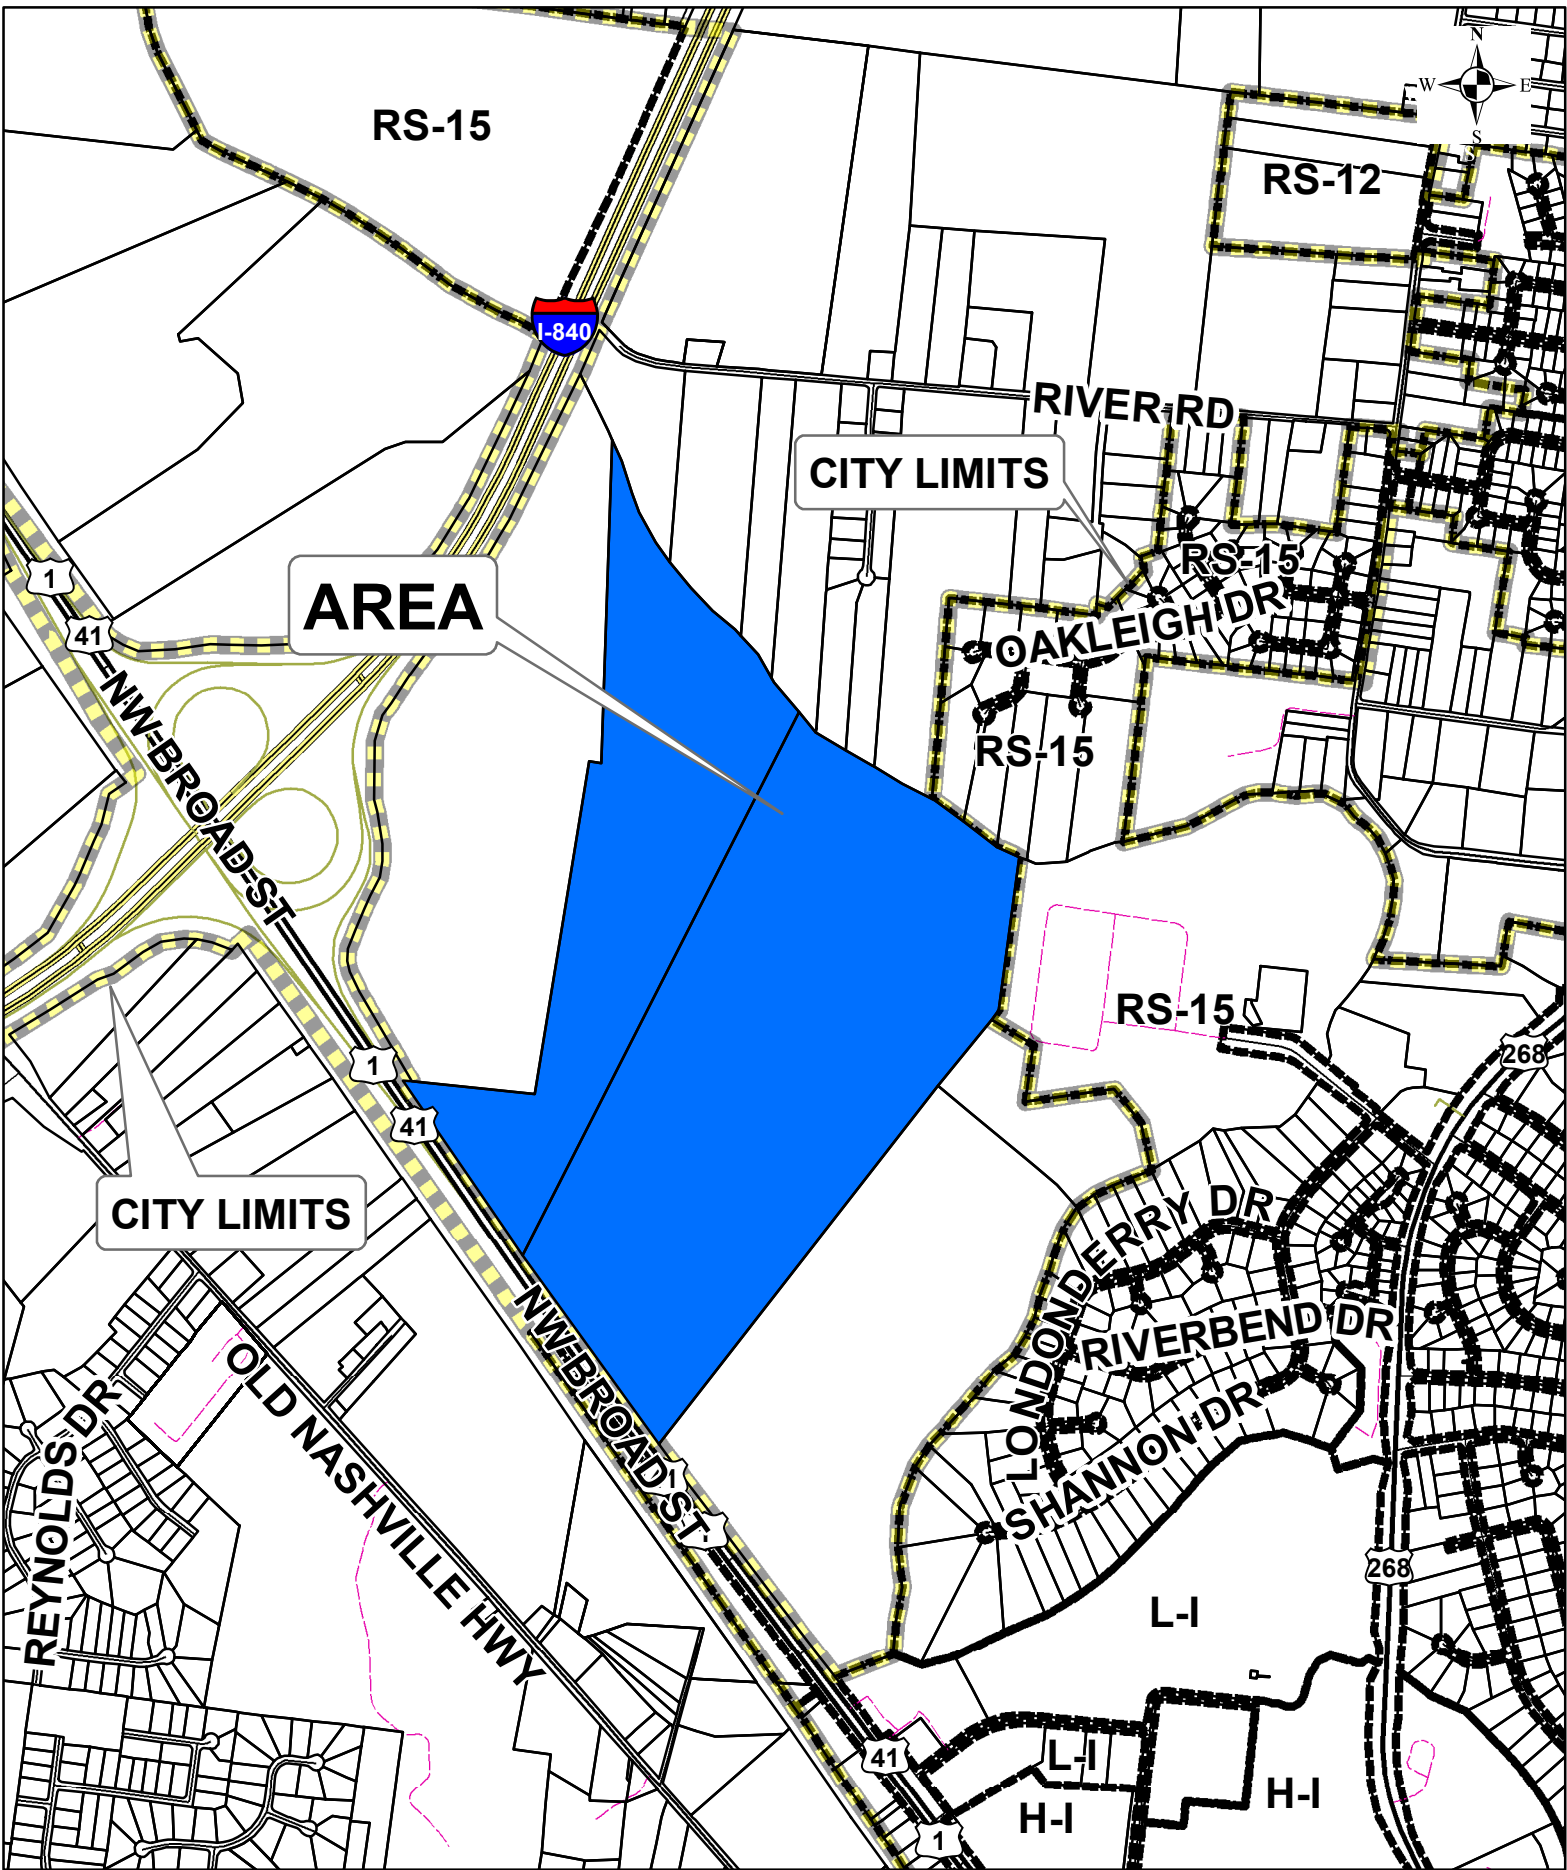 N
W E
S
RS-15
RS-12
I-840
RIVER RD
CITY LIMITS
RS-15
AREA
1
OAKLEIGH DR
41
NW BROAD ST
RS-15
RS-15
268
1
41
CITY LIMITS
LONDONDERRY DR
NW BROAD ST
RIVERBEND DR
OLD NASHVILLE HWY
REYNOLDS DR
SHANNON DR
268
L-I
41
L-I
H-I
H-I
1